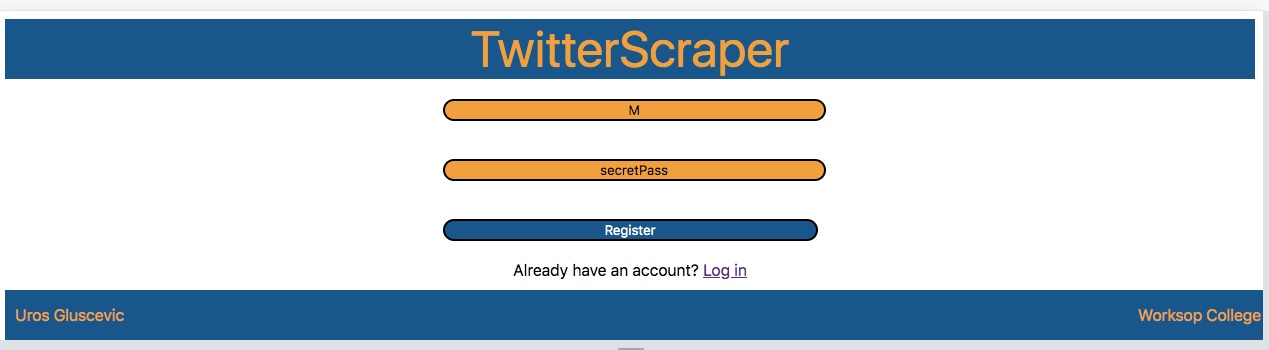 TwitterScraper
M
secretPass
Register
Already have an account? Log in
Uros Gluscevic
Worksop College